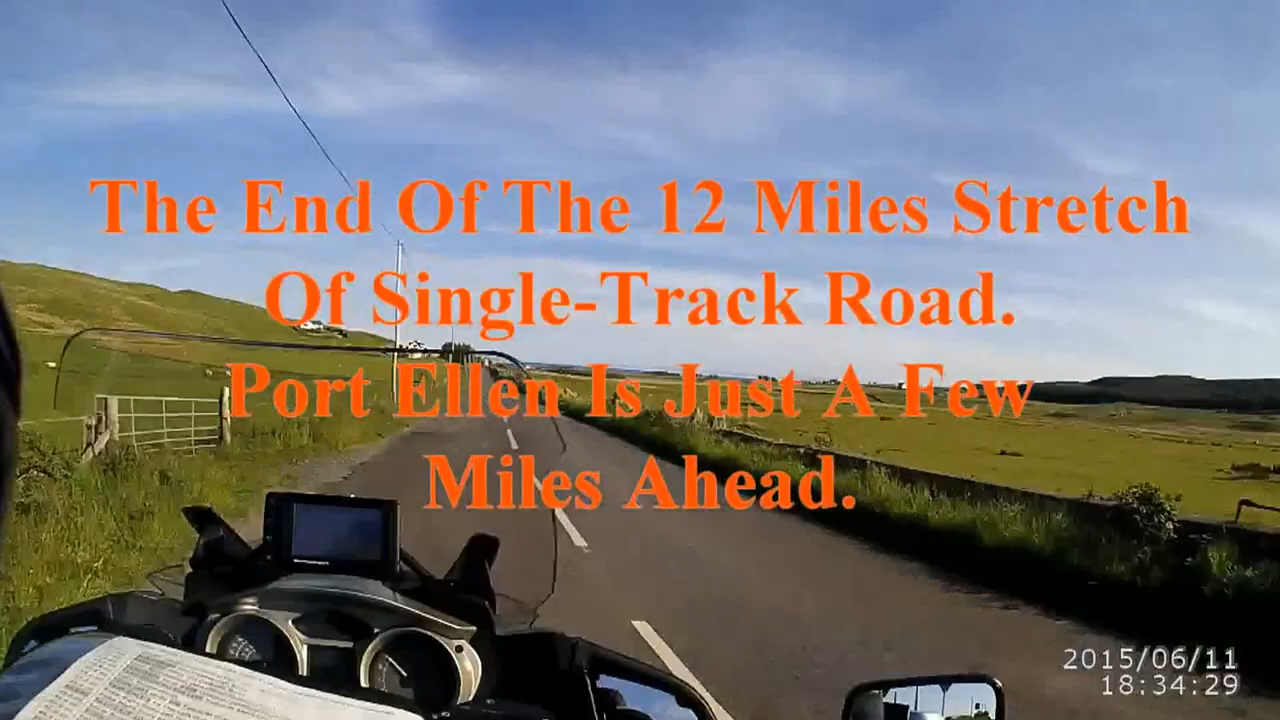 The End Of The 12 Miles Stretch
Of Single-Track Road.
Port Ellen Is Just A Few
Miles Ahead.
2015/06/11
18:34:29